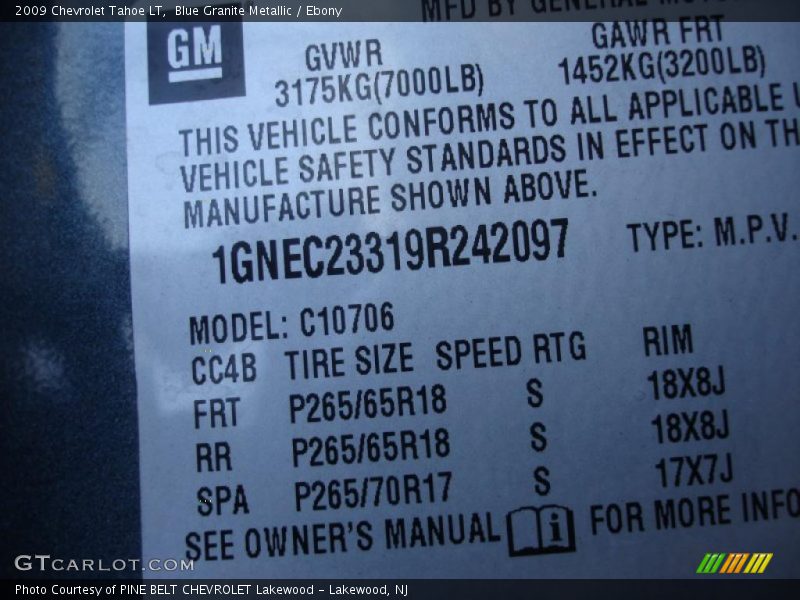 2009 Chevrolet Tahoe LT,  Blue Granite Metallic / Ebony
MFD BY GENERAL
GM
GVWR
GAWR FRT
3175KG(7000LB)
1452KG(3200LB)
THIS VEHICLE CONFORMS TO ALL APPLICABLE
VEHICLE SAFETY STANDARDS IN EFFECT ON
MANUFACTURE SHOWN ABOVE.
1GNEC23319R242097
TYPE: M.P.V.
MODEL: C10706
CC4B TIRE SIZE SPEED RTG RIM
FRT P265/65R18 S 18X8J
RR P265/65R18 S 18X8J
SPA P265/70R17 S 17X7J
SEE OWNER'S MANUAL i FOR MORE INFO
GTCARLOT.COM
Photo Courtesy of PINE BELT CHEVROLET Lakewood - Lakewood, NJ